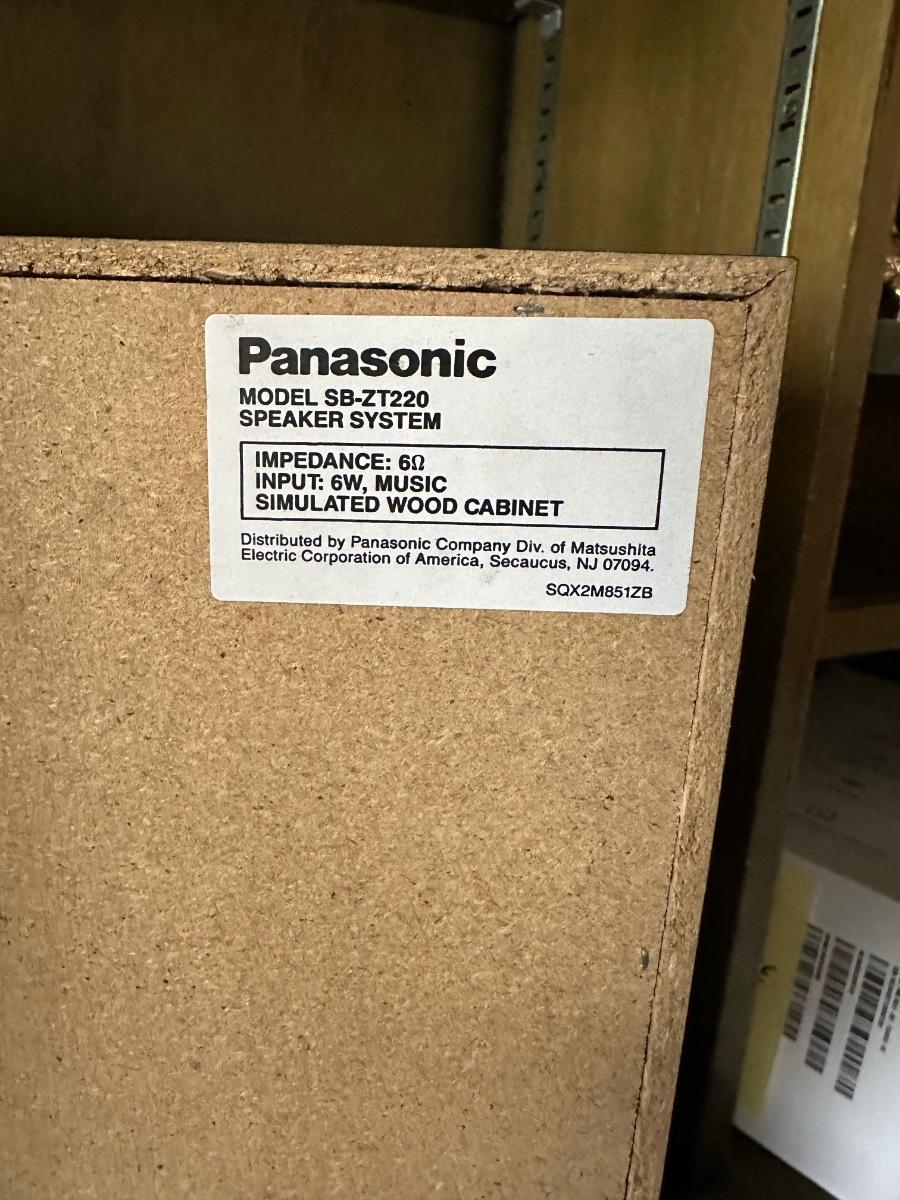 Panasonic
MODEL SB-ZT220
SPEAKER SYSTEM
IMPEDANCE: 6Ω
INPUT: 6W, MUSIC
SIMULATED WOOD CABINET
Distributed by Panasonic Company Div. of Matsushita
Electric Corporation of America, Secaucus, NJ 07094.
SQX2M851ZB